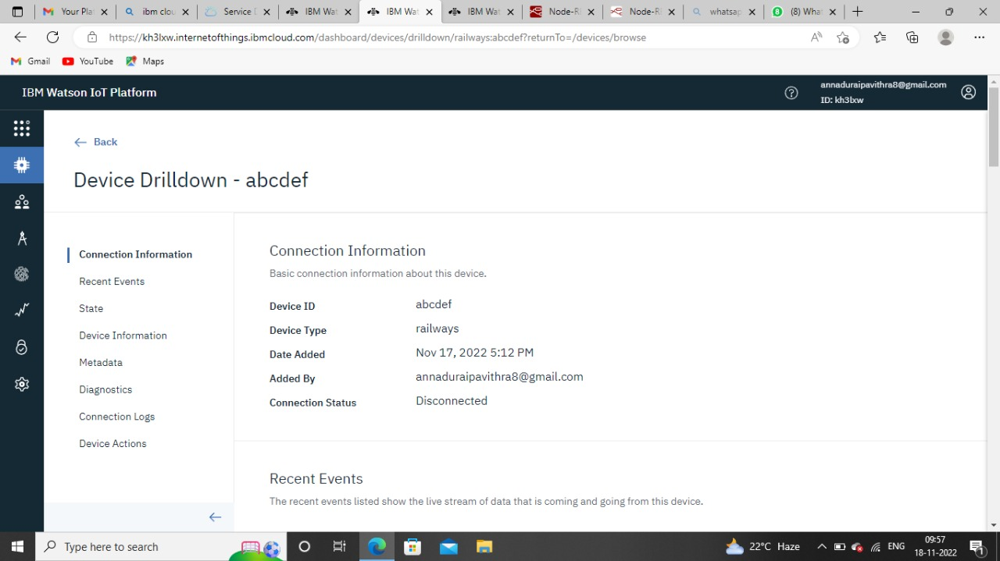 Your Pla
ibm clou
Service D
IBM Wat
IBM Wat
IBM Wat
Node-RE
Node-RE
whatsap
(8) What
https://kh3lxw.internetofthings.ibmcloud.com/dashboard/devices/drilldown/railways:abcdef?returnTo=/devices/browse
Gmail YouTube Maps
IBM Watson IoT Platform
annaduraipavithra8@gmail.com
ID: kh3lxw
Back
Device Drilldown - abcdef
Connection Information
Recent Events
State
Device Information
Metadata
Diagnostics
Connection Logs
Device Actions
Connection Information
Basic connection information about this device.
Device ID abcdef
Device Type railways
Date Added Nov 17, 2022 5:12 PM
Added By annaduraipavithra8@gmail.com
Connection Status Disconnected
Recent Events
The recent events listed show the live stream of data that is coming and going from this device.
Type here to search
22°C Haze
ENG
09:57
18-11-2022
1